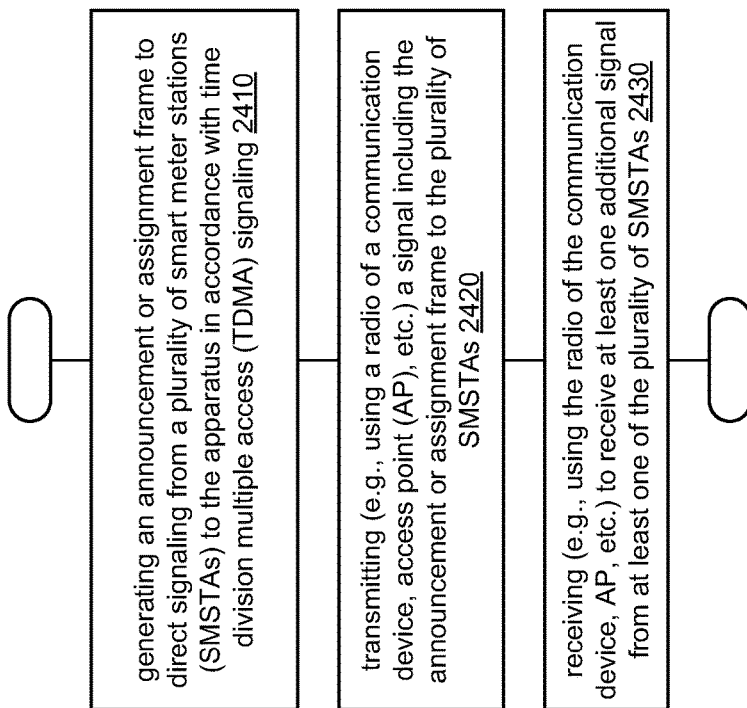 generating an announcement or assignment frame to
direct signaling from a plurality of smart meter stations
(SMSTAs) to the apparatus in accordance with time
division multiple access (TDMA) signaling 2410
transmitting (e.g., using a radio of a communication
device, access point (AP), etc.) a signal including the
announcement or assignment frame to the plurality of
SMSTAs 2420
receiving (e.g., using the radio of the communication
device, AP, etc.) to receive at least one additional signal
from at least one of the plurality of SMSTAs 2430